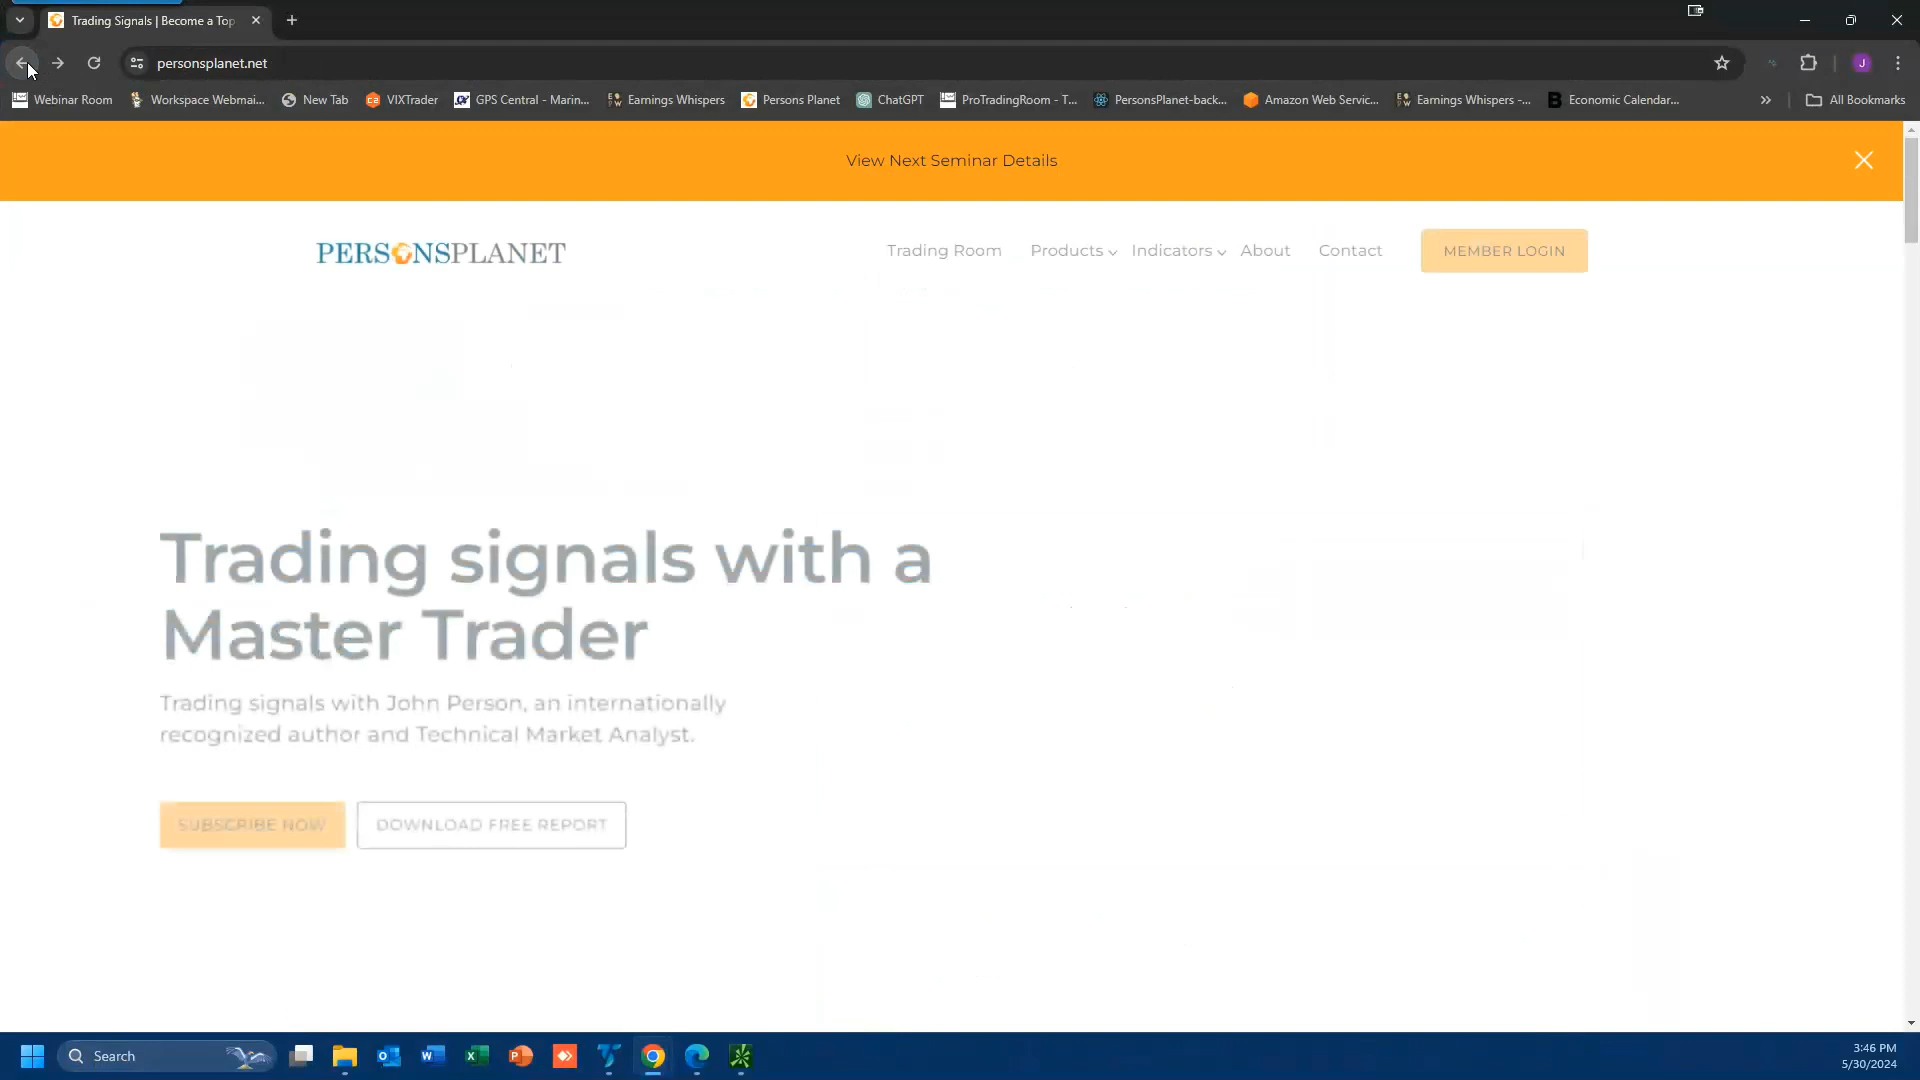 Trading Signals | Become a Top
personsplanet.net
Webinar Room
Workspace Webmai...
New Tab
VIXTrader
GPS Central - Marin...
Earnings Whispers
Persons Planet
ChatGPT
ProTradingRoom - T...
PersonsPlanet-back...
Amazon Web Servic...
Earnings Whispers -...
Economic Calendar...
All Bookmarks
View Next Seminar Details
PERSONSPLANET
Trading Room
Products
Indicators
About
Contact
MEMBER LOGIN
Trading signals with a
Master Trader
Trading signals with John Person, an internationally
recognized author and Technical Market Analyst.
SUBSCRIBE NOW
DOWNLOAD FREE REPORT
Search
3:46 PM
5/30/2024